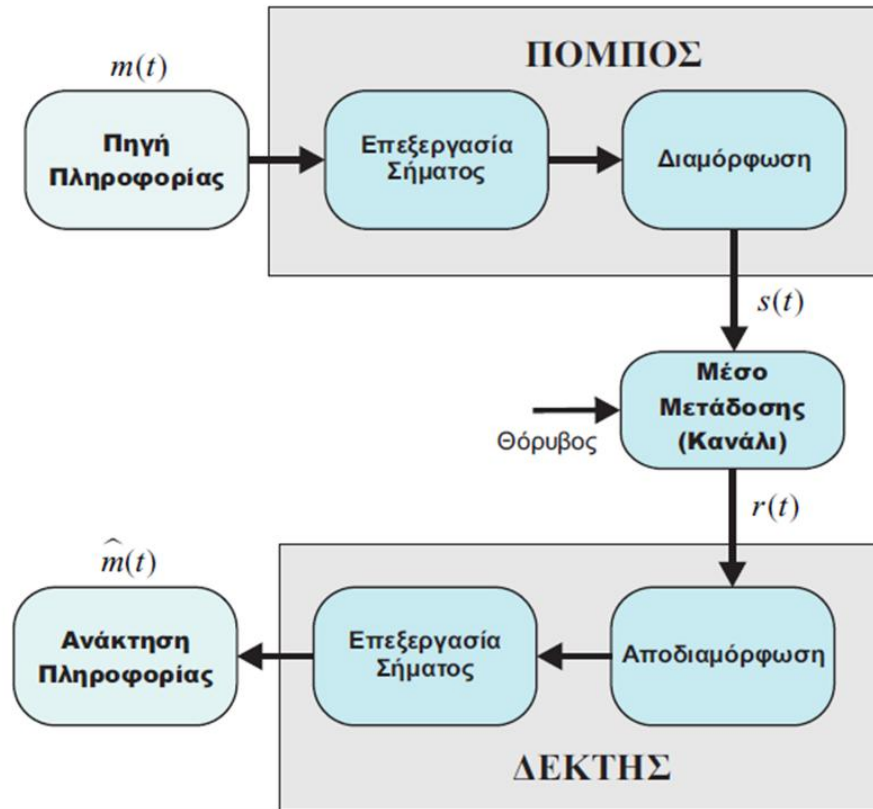 ΠΟΜΠΟΣ
m(t)
Πηγή
Πληροφορίας
Επεξεργασία
Σήματος
Διαμόρφωση
s(t)
Μέσο
Μετάδοσης
(Κανάλι)
Θόρυβος
r(t)
m̂(t)
Ανάκτηση
Πληροφορίας
Επεξεργασία
Σήματος
Αποδιαμόρφωση
ΔΕΚΤΗΣ